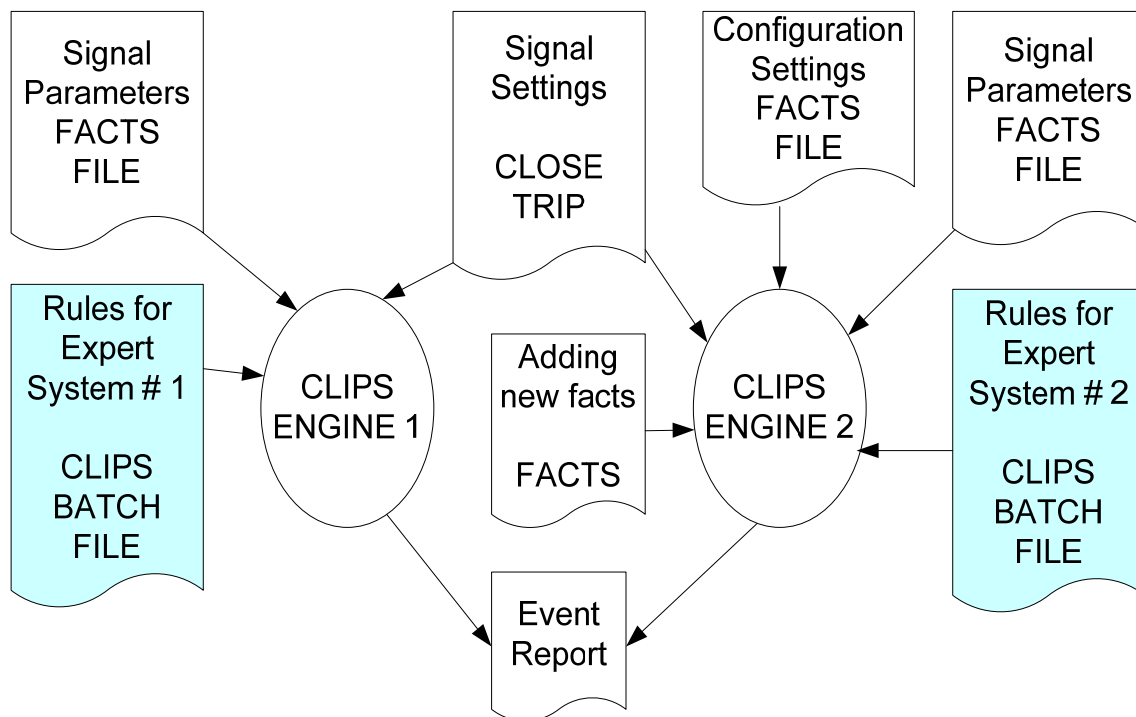 Signal
Parameters
FACTS
FILE
Signal
Settings
CLOSE
TRIP
Configuration
Settings
FACTS
FILE
Signal
Parameters
FACTS
FILE
Rules for
Expert
System # 1
CLIPS
BATCH
FILE
CLIPS
ENGINE 1
Adding
new facts
FACTS
CLIPS
ENGINE 2
Rules for
Expert
System # 2
CLIPS
BATCH
FILE
Event
Report